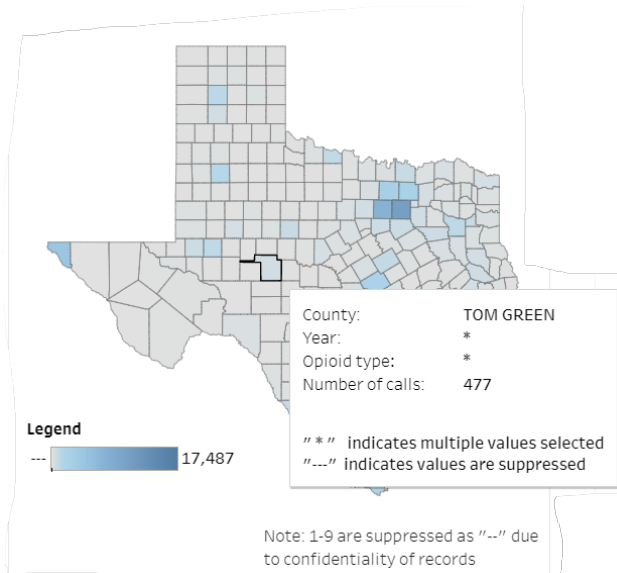 County: TOM GREEN
Year: *
Opioid type: *
Number of calls: 477
" * " indicates multiple values selected
"---" indicates values are suppressed
Legend
--- 17,487
Note: 1-9 are suppressed as "--" due
to confidentiality of records